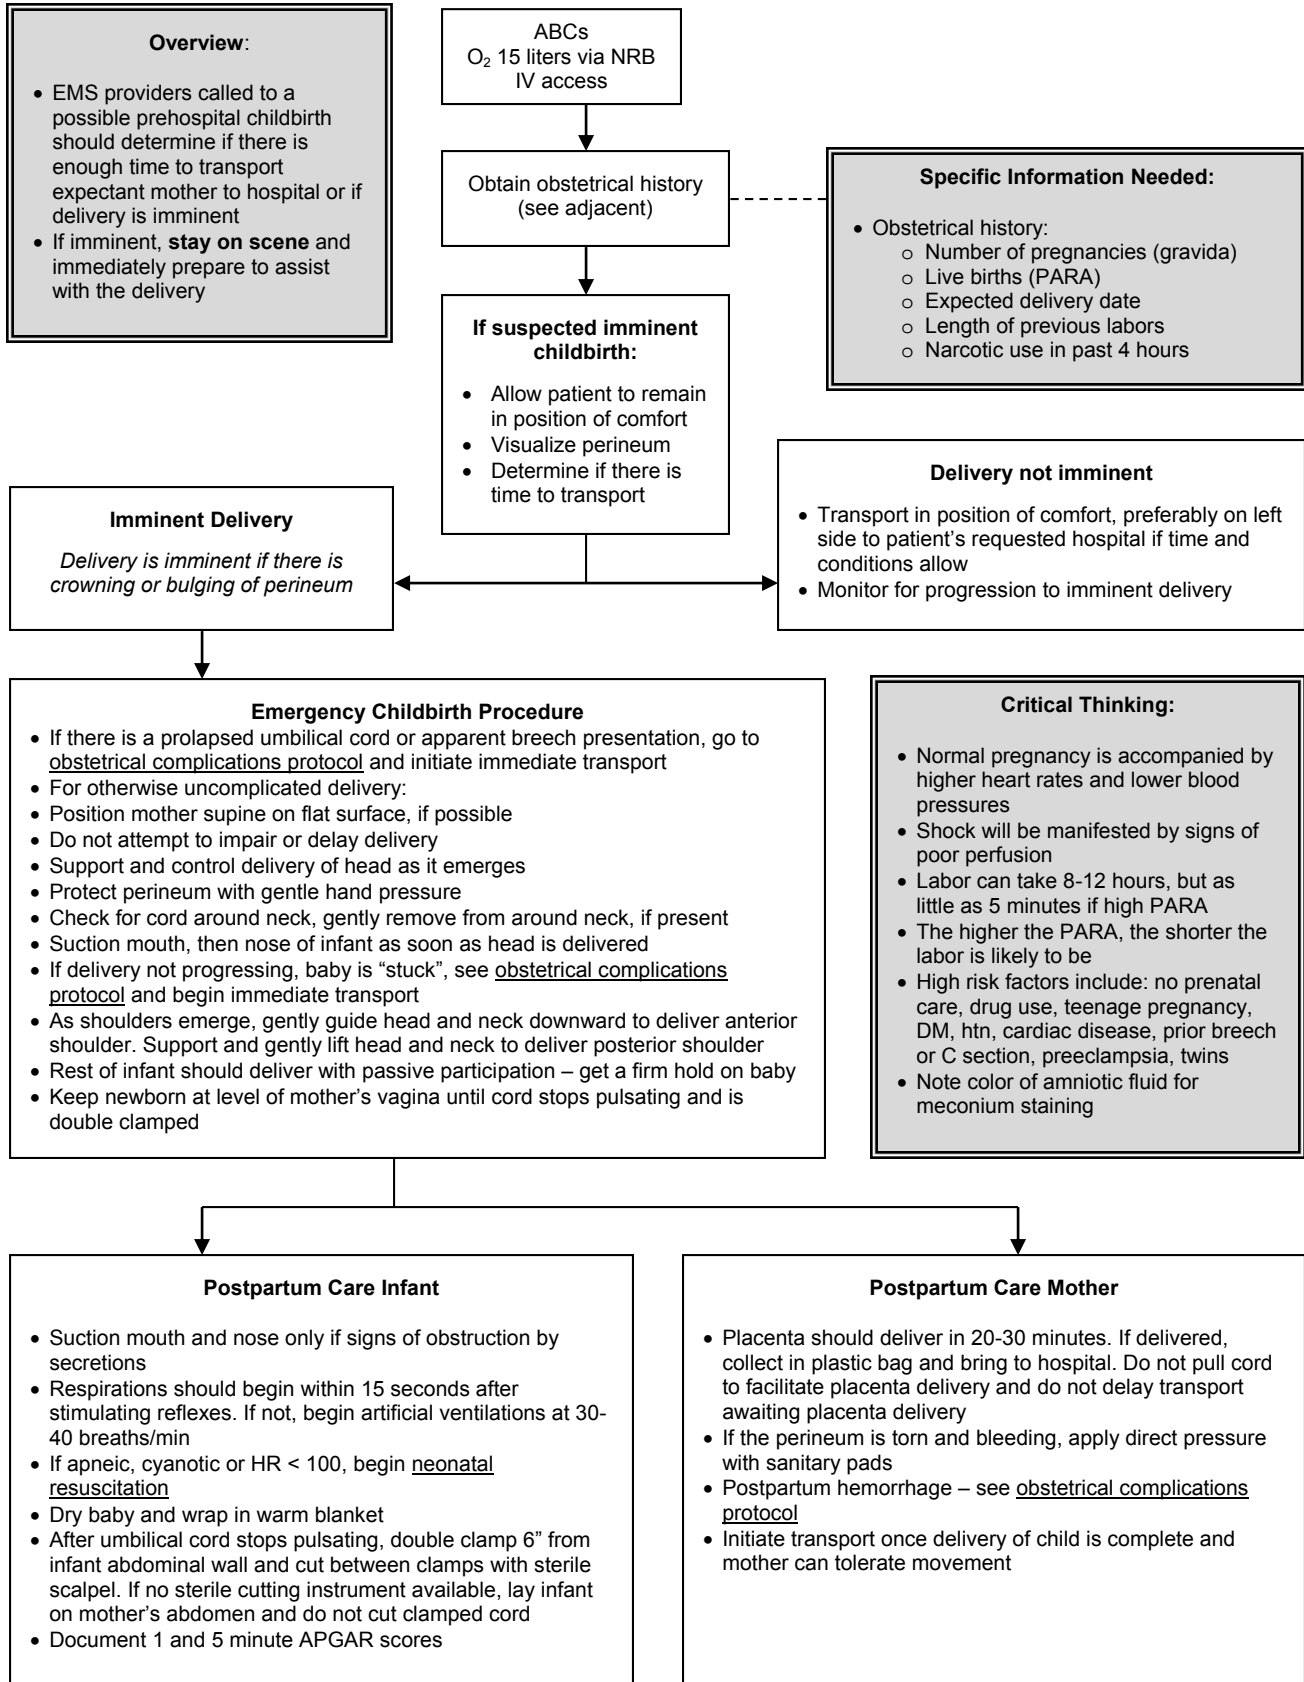 Overview:
• EMS providers called to a
possible prehospital childbirth
should determine if there is
enough time to transport
expectant mother to hospital or if
delivery is imminent
• If imminent, stay on scene and
immediately prepare to assist
with the delivery
ABCs
O₂ 15 liters via NRB
IV access
Obtain obstetrical history
(see adjacent)
Specific Information Needed:
• Obstetrical history:
o Number of pregnancies (gravida)
o Live births (PARA)
o Expected delivery date
o Length of previous labors
o Narcotic use in past 4 hours
If suspected imminent
childbirth:
• Allow patient to remain
in position of comfort
• Visualize perineum
• Determine if there is
time to transport
Imminent Delivery
Delivery is imminent if there is
crowning or bulging of perineum
Delivery not imminent
• Transport in position of comfort, preferably on left
side to patient’s requested hospital if time and
conditions allow
• Monitor for progression to imminent delivery
Emergency Childbirth Procedure
• If there is a prolapsed umbilical cord or apparent breech presentation, go to
obstetrical complications protocol and initiate immediate transport
• For otherwise uncomplicated delivery:
• Position mother supine on flat surface, if possible
• Do not attempt to impair or delay delivery
• Support and control delivery of head as it emerges
• Protect perineum with gentle hand pressure
• Check for cord around neck, gently remove from around neck, if present
• Suction mouth, then nose of infant as soon as head is delivered
• If delivery not progressing, baby is “stuck”, see obstetrical complications
protocol and begin immediate transport
• As shoulders emerge, gently guide head and neck downward to deliver anterior
shoulder. Support and gently lift head and neck to deliver posterior shoulder
• Rest of infant should deliver with passive participation – get a firm hold on baby
• Keep newborn at level of mother’s vagina until cord stops pulsating and is
double clamped
Critical Thinking:
• Normal pregnancy is accompanied by
higher heart rates and lower blood
pressures
• Shock will be manifested by signs of
poor perfusion
• Labor can take 8-12 hours, but as
little as 5 minutes if high PARA
• The higher the PARA, the shorter the
labor is likely to be
• High risk factors include: no prenatal
care, drug use, teenage pregnancy,
DM, htn, cardiac disease, prior breech
or C section, preeclampsia, twins
• Note color of amniotic fluid for
meconium staining
Postpartum Care Infant
• Suction mouth and nose only if signs of obstruction by
secretions
• Respirations should begin within 15 seconds after
stimulating reflexes. If not, begin artificial ventilations at 30-
40 breaths/min
• If apneic, cyanotic or HR < 100, begin neonatal
resuscitation
• Dry baby and wrap in warm blanket
• After umbilical cord stops pulsating, double clamp 6” from
infant abdominal wall and cut between clamps with sterile
scalpel. If no sterile cutting instrument available, lay infant
on mother’s abdomen and do not cut clamped cord
• Document 1 and 5 minute APGAR scores
Postpartum Care Mother
• Placenta should deliver in 20-30 minutes. If delivered,
collect in plastic bag and bring to hospital. Do not pull cord
to facilitate placenta delivery and do not delay transport
awaiting placenta delivery
• If the perineum is torn and bleeding, apply direct pressure
with sanitary pads
• Postpartum hemorrhage – see obstetrical complications
protocol
• Initiate transport once delivery of child is complete and
mother can tolerate movement